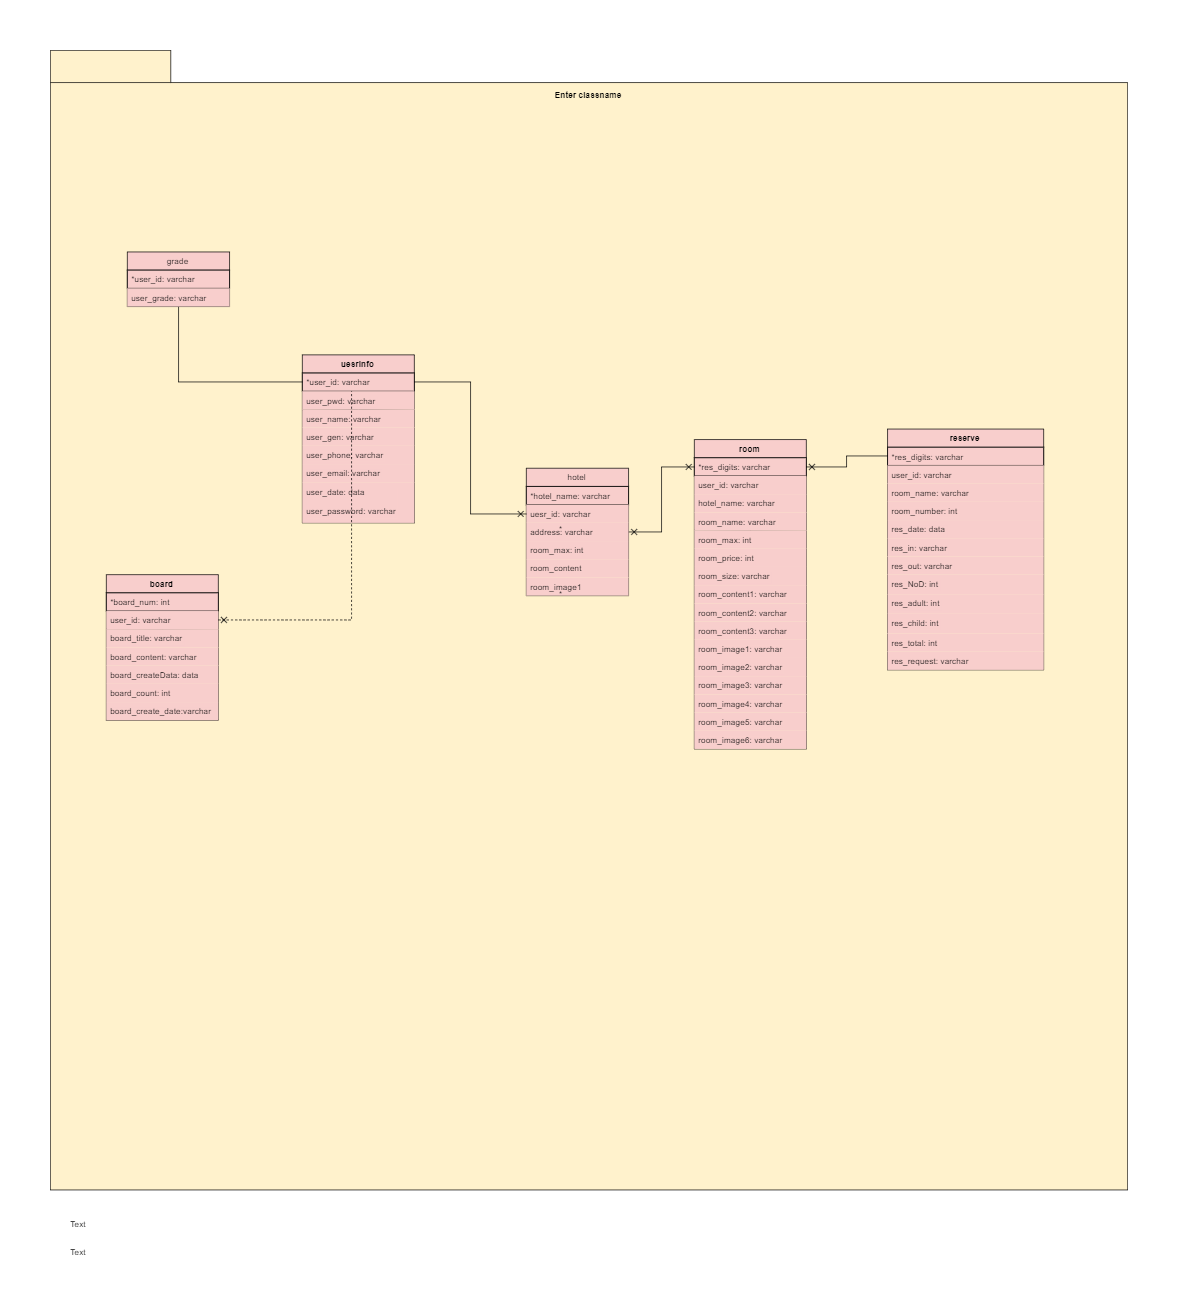 Enter classname
grade
*user_id: varchar
user_grade: varchar
uesrinfo
*user_id: varchar
user_pwd: varchar
user_name: varchar
user_gen: varchar
user_phone: varchar
user_email: varchar
user_date: data
user_password: varchar
board
*board_num: int
user_id: varchar
board_title: varchar
board_content: varchar
board_createData: data
board_count: int
board_create_date:varchar
hotel
*hotel_name: varchar
uesr_id: varchar
address: varchar
room_max: int
room_content
room_image1
room
*res_digits: varchar
user_id: varchar
hotel_name: varchar
room_name: varchar
room_max: int
room_price: int
room_size: varchar
room_content1: varchar
room_content2: varchar
room_content3: varchar
room_image1: varchar
room_image2: varchar
room_image3: varchar
room_image4: varchar
room_image5: varchar
room_image6: varchar
reserve
*res_digits: varchar
user_id: varchar
room_name: varchar
room_number: int
res_date: data
res_in: varchar
res_out: varchar
res_NoD: int
res_adult: int
res_child: int
res_total: int
res_request: varchar
Text
Text